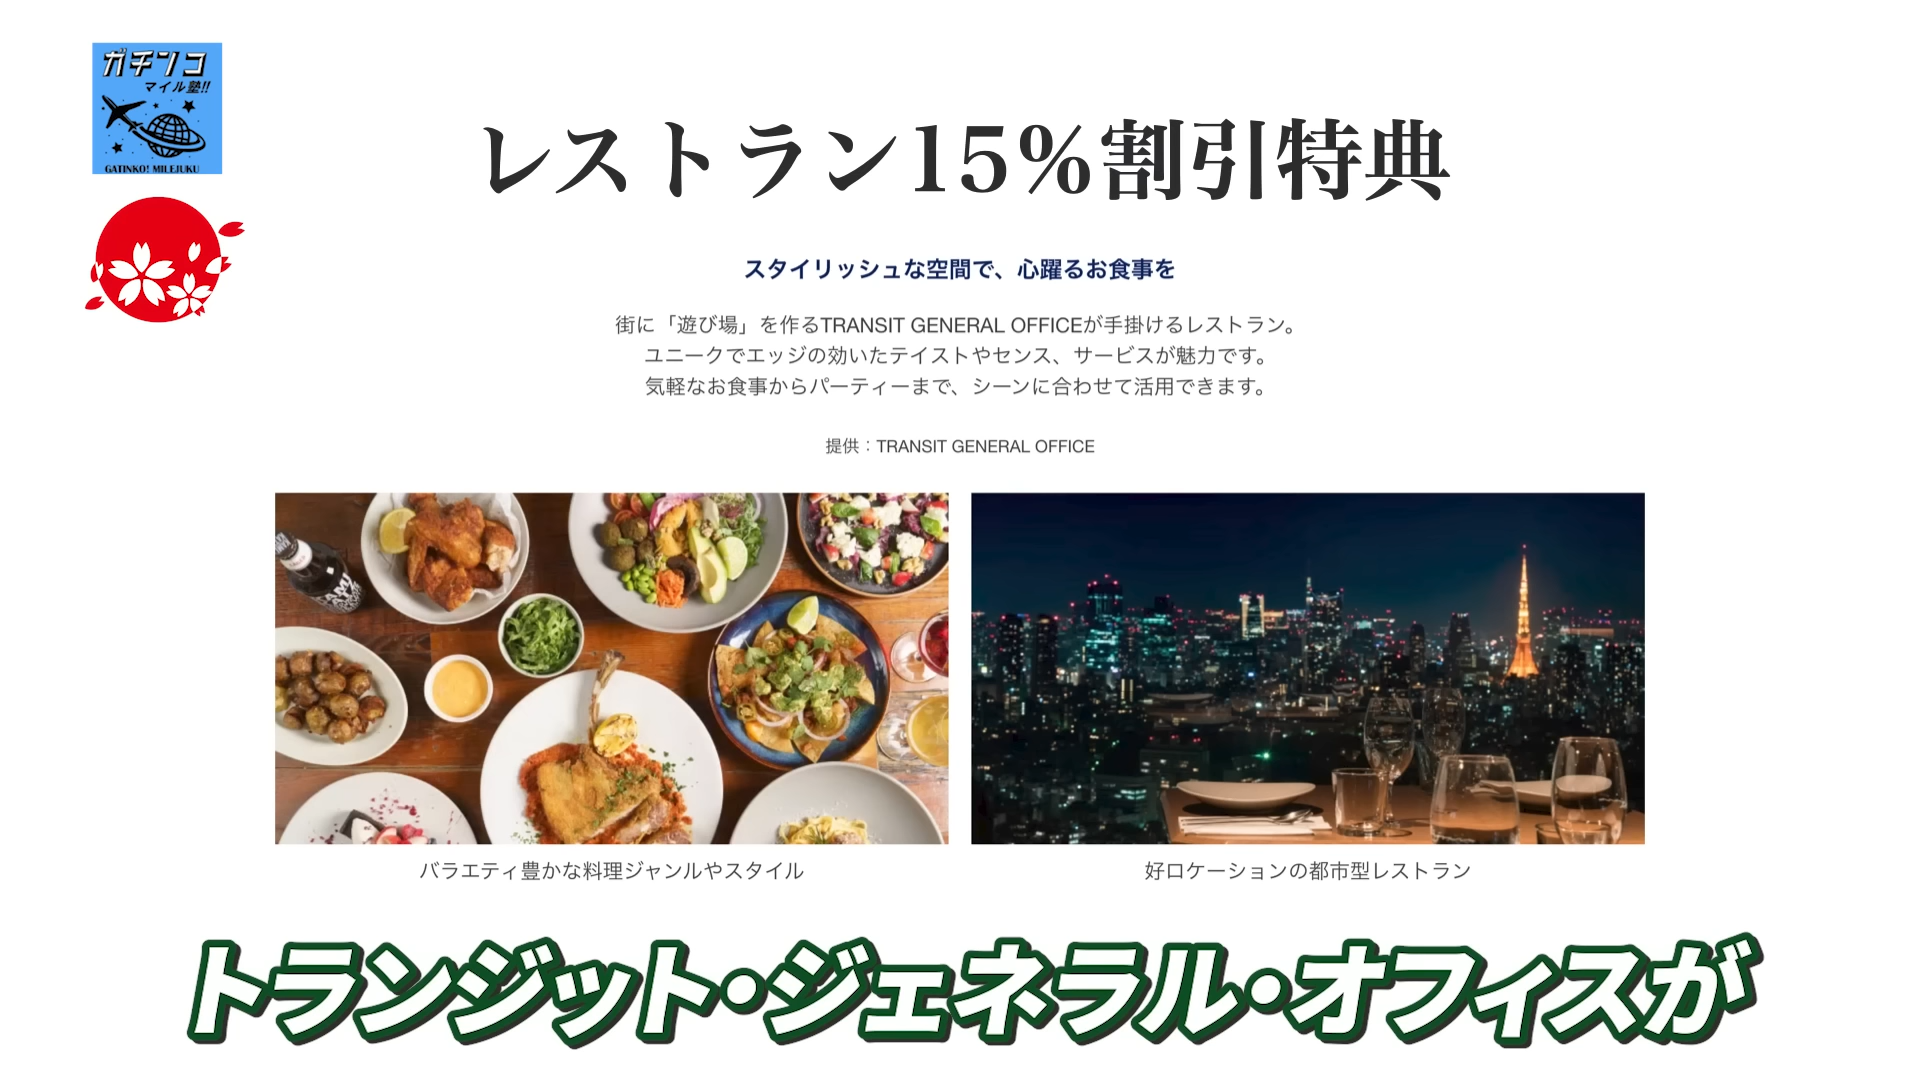 ガチンコ
マイル塾!!
GATINKO! MILEJUKU
レストラン15%割引特典
スタイリッシュな空間で、心躍るお食事を
街に「遊び場」を作るTRANSIT GENERAL OFFICEが手掛けるレストラン。
ユニークでエッジの効いたテイストやセンス、サービスが魅力です。
気軽なお食事からパーティーまで、シーンに合わせて活用できます。
提供：TRANSIT GENERAL OFFICE
バラエティ豊かな料理ジャンルやスタイル
好ロケーションの都市型レストラン
トランジット・ジェネラル・オフィスが